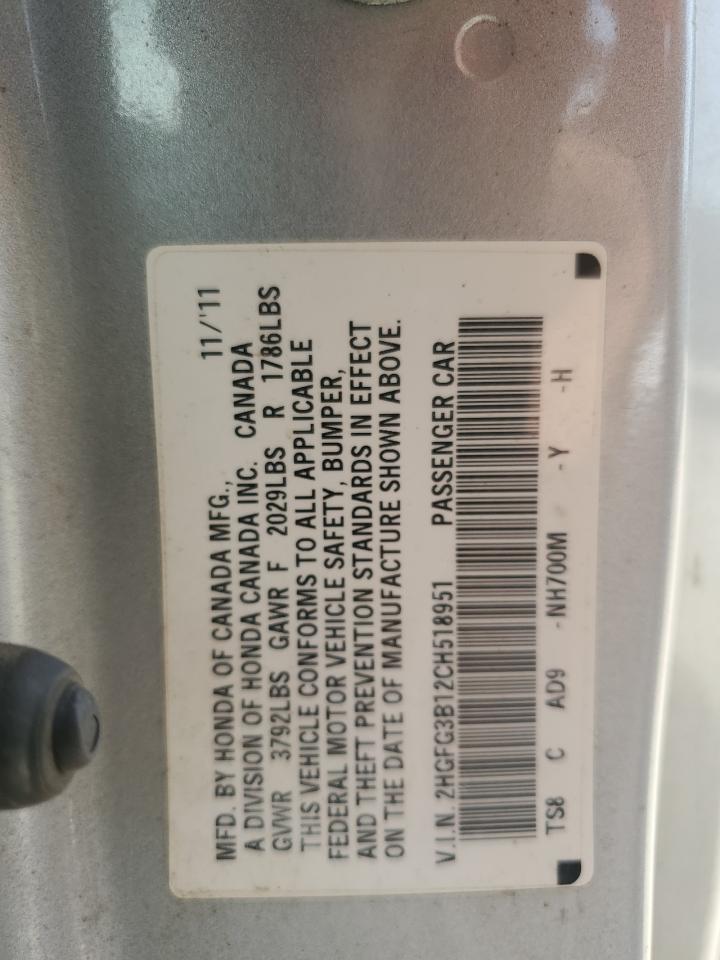 11/'11
MFD. BY HONDA OF CANADA MFG.,
A DIVISION OF HONDA CANADA INC. CANADA
GVWR 3792LBS GAWR F 2029LBS R 1786LBS
THIS VEHICLE CONFORMS TO ALL APPLICABLE
FEDERAL MOTOR VEHICLE SAFETY, BUMPER,
AND THEFT PREVENTION STANDARDS IN EFFECT
ON THE DATE OF MANUFACTURE SHOWN ABOVE.
V.I.N. 2HGFG3B12CH518951 PASSENGER CAR
TS8 C AD9 -NH700M -Y -H